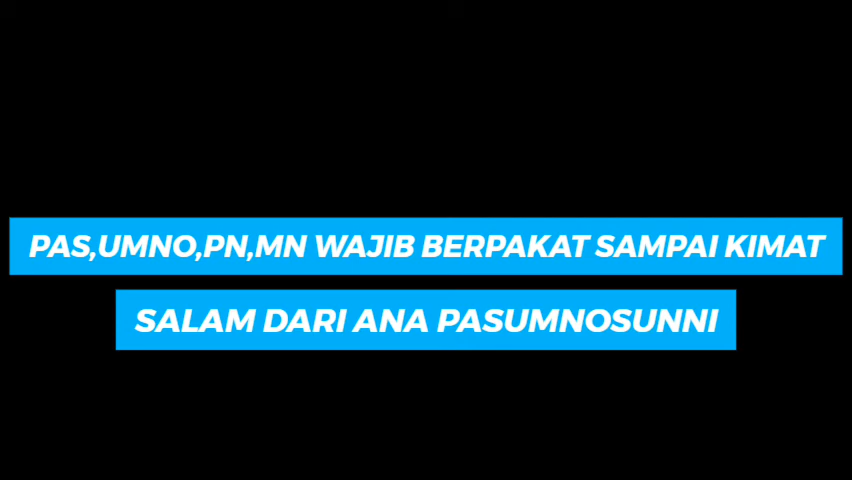 PAS,UMNO,PN,MN WAJIB BERPAKAT SAMPAI KIMAT
SALAM DARI ANA PASUMNOSUNNI